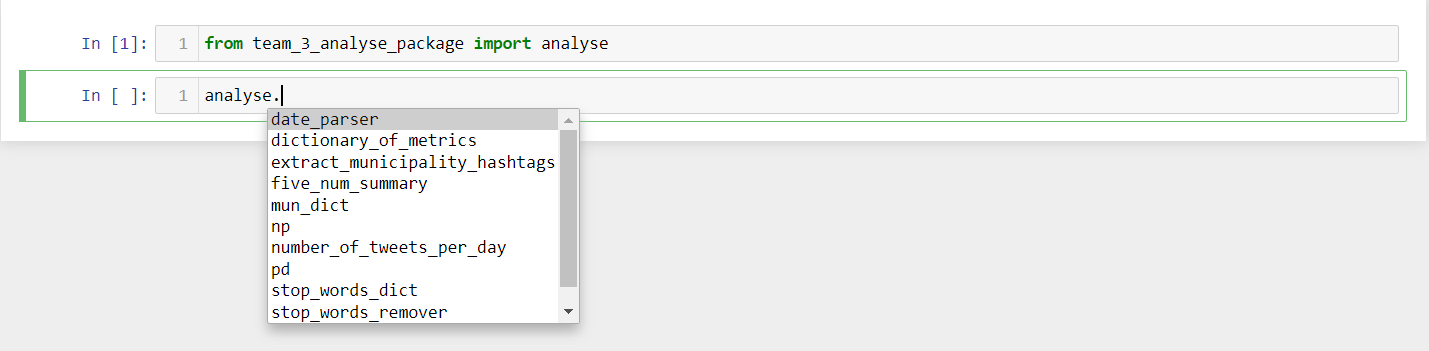 In [1]: 1 from team_3_analyse_package import analyse
In [ ]: 1 analyse.
date_parser
dictionary_of_metrics
extract_municipality_hashtags
five_num_summary
mun_dict
np
number_of_tweets_per_day
pd
stop_words_dict
stop_words_remover